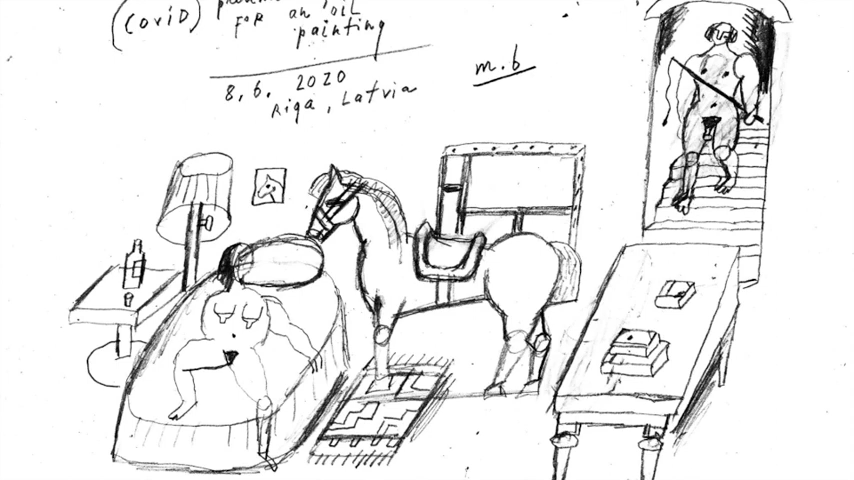 (COVID)
FOR an OIL
painting
8.6. 2020
Riga, Latvia
m.b